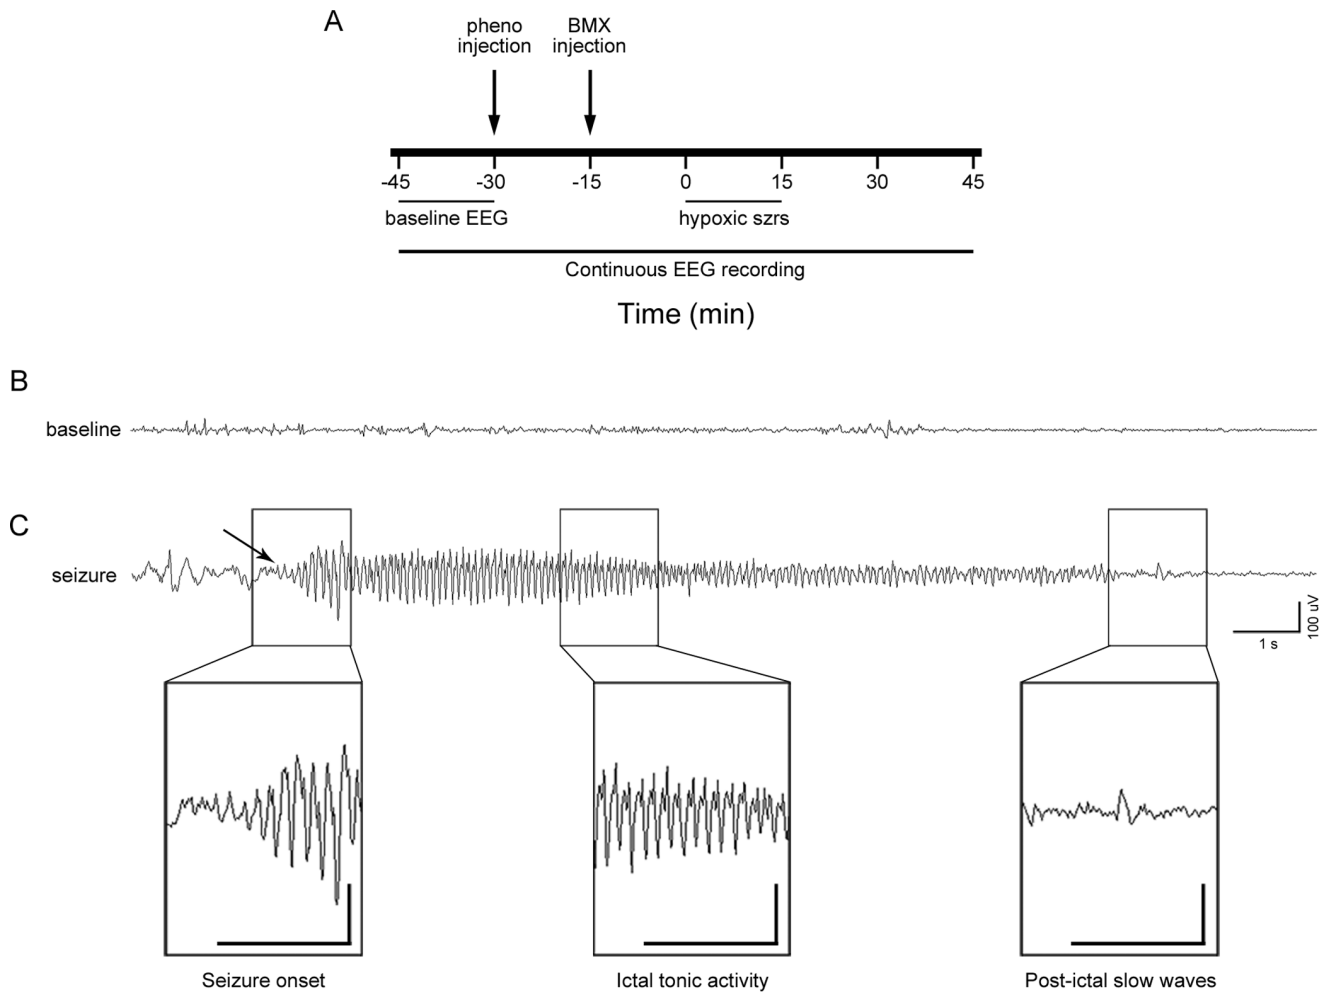 A
pheno
injection
BMX
injection
-45 -30 -15 0 15 30 45
baseline EEG
hypoxic szrs
Continuous EEG recording
Time (min)
B
baseline
C
seizure
100 uV
1 s
Seizure onset
Ictal tonic activity
Post-ictal slow waves